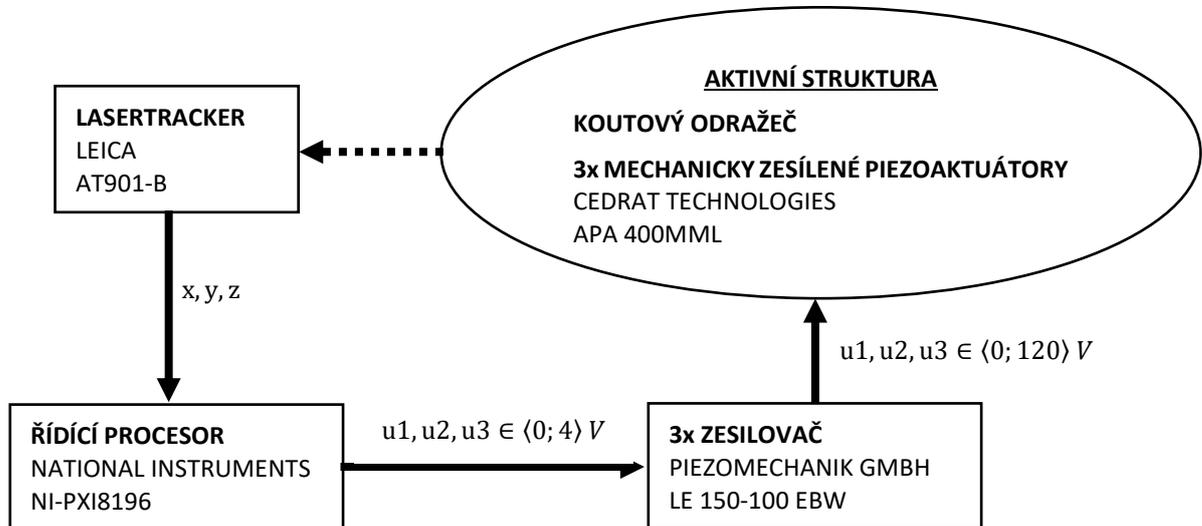 AKTIVNÍ STRUKTURA
KOUTOVÝ ODRAŽEČ
3x MECHANICKY ZESÍLENÉ PIEZOAKTUÁTORY
CEDRAT TECHNOLOGIES
APA 400MML
LASERTRACKER
LEICA
AT901-B
x, y, z
u1, u2, u3 ∈ ⟨0; 120⟩ V
ŘÍDÍCÍ PROCESOR
NATIONAL INSTRUMENTS
NI-PXI8196
u1, u2, u3 ∈ ⟨0; 4⟩ V
3x ZESILOVAČ
PIEZOMECHANIK GMBH
LE 150-100 EBW